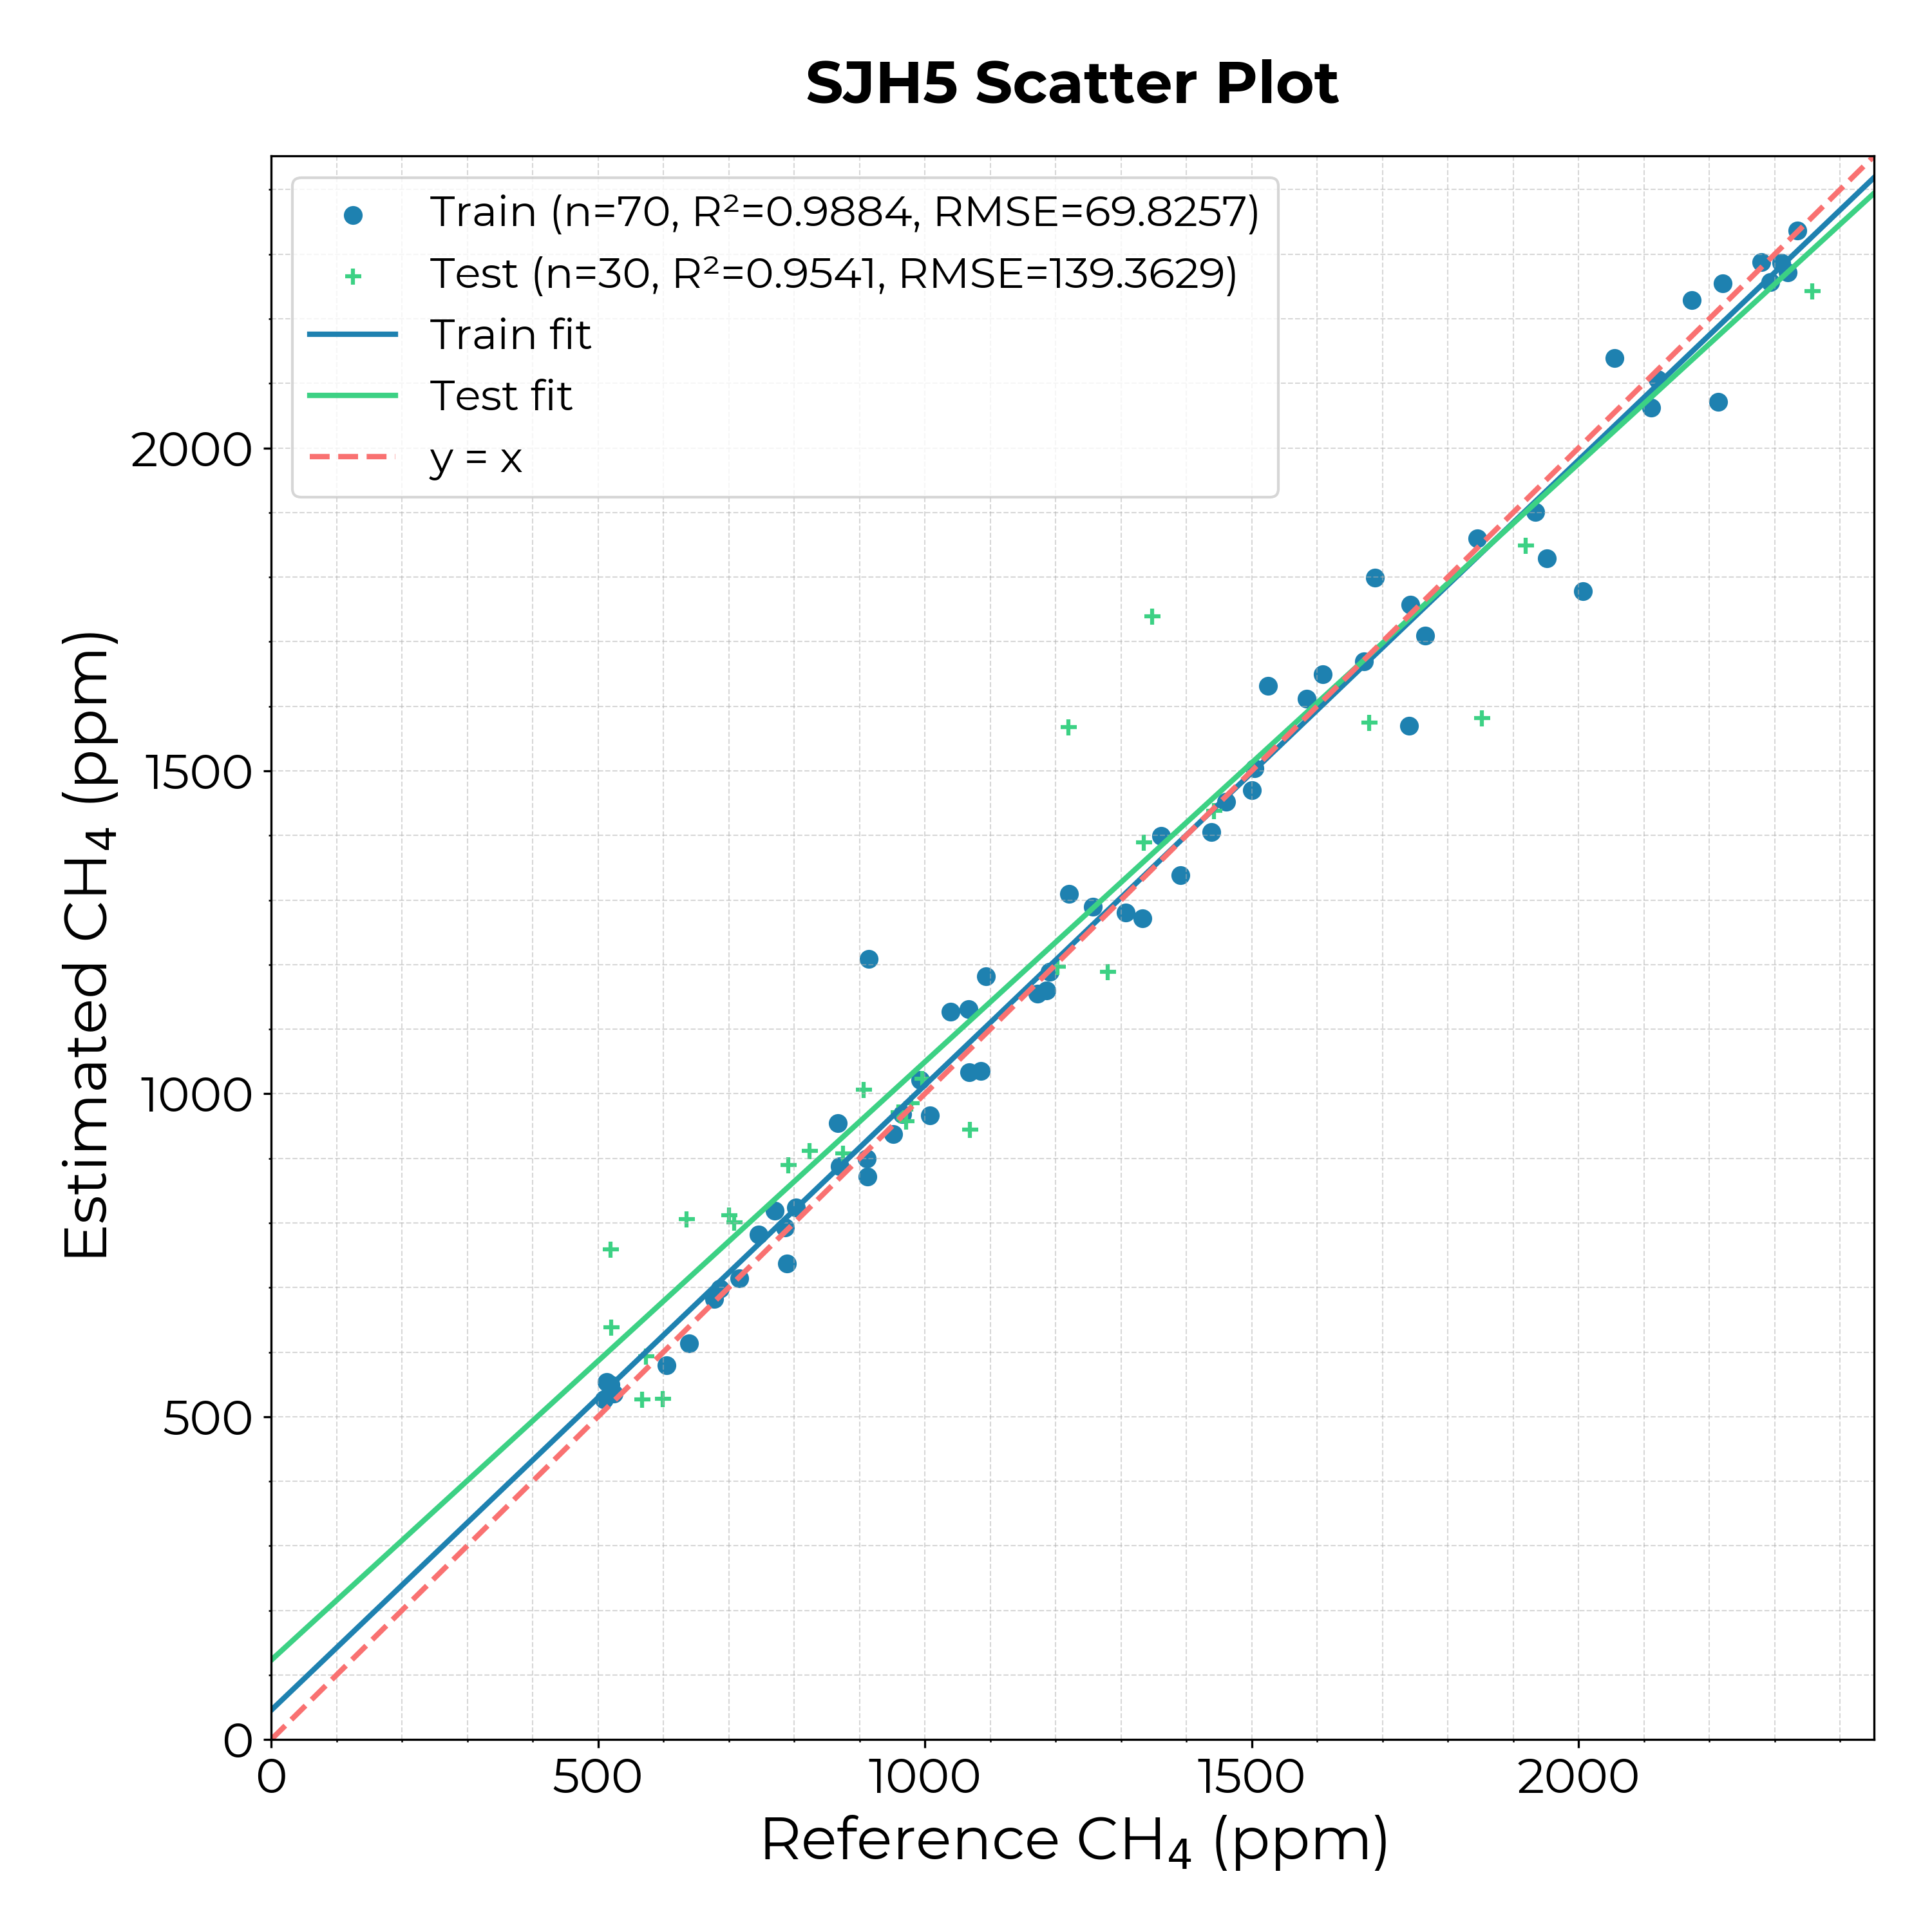 SJH5 Scatter Plot
Train (n=70, R²=0.9884, RMSE=69.8257)
Test (n=30, R²=0.9541, RMSE=139.3629)
Train fit
Test fit
y = x
Estimated CH₄ (ppm)
2000
1500
1000
500
0
0 500 1000 1500 2000
Reference CH₄ (ppm)